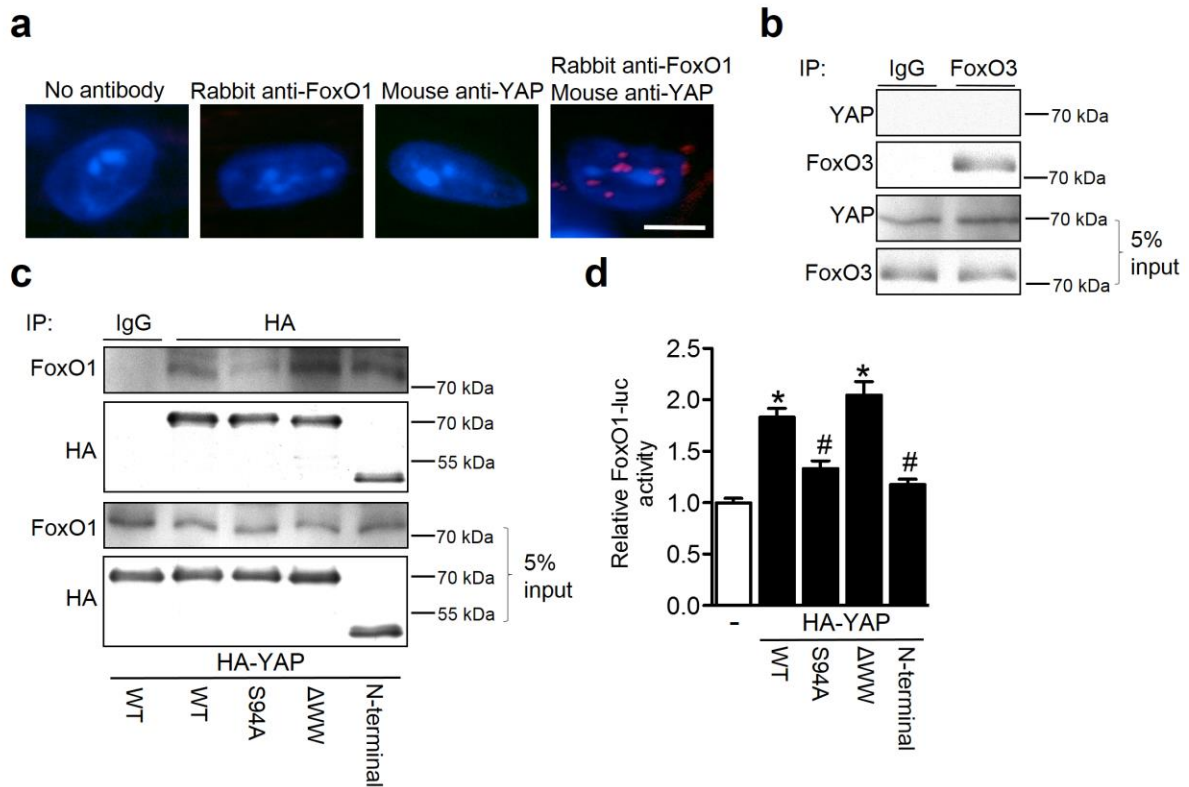 a
No antibody
Rabbit anti-FoxO1
Mouse anti-YAP
Rabbit anti-FoxO1
Mouse anti-YAP
b
IP:
IgG
FoxO3
YAP
70 kDa
FoxO3
70 kDa
YAP
70 kDa
FoxO3
70 kDa
5%
input
c
IP:
IgG
HA
FoxO1
70 kDa
HA
70 kDa
55 kDa
FoxO1
70 kDa
HA
70 kDa
55 kDa
5%
input
HA-YAP
WT
WT
S94A
ΔWW
N-terminal
d
Relative FoxO1-luc
activity
2.5
2.0
1.5
1.0
0.5
0.0
*
#
*
#
-
HA-YAP
WT
S94A
ΔWW
N-terminal